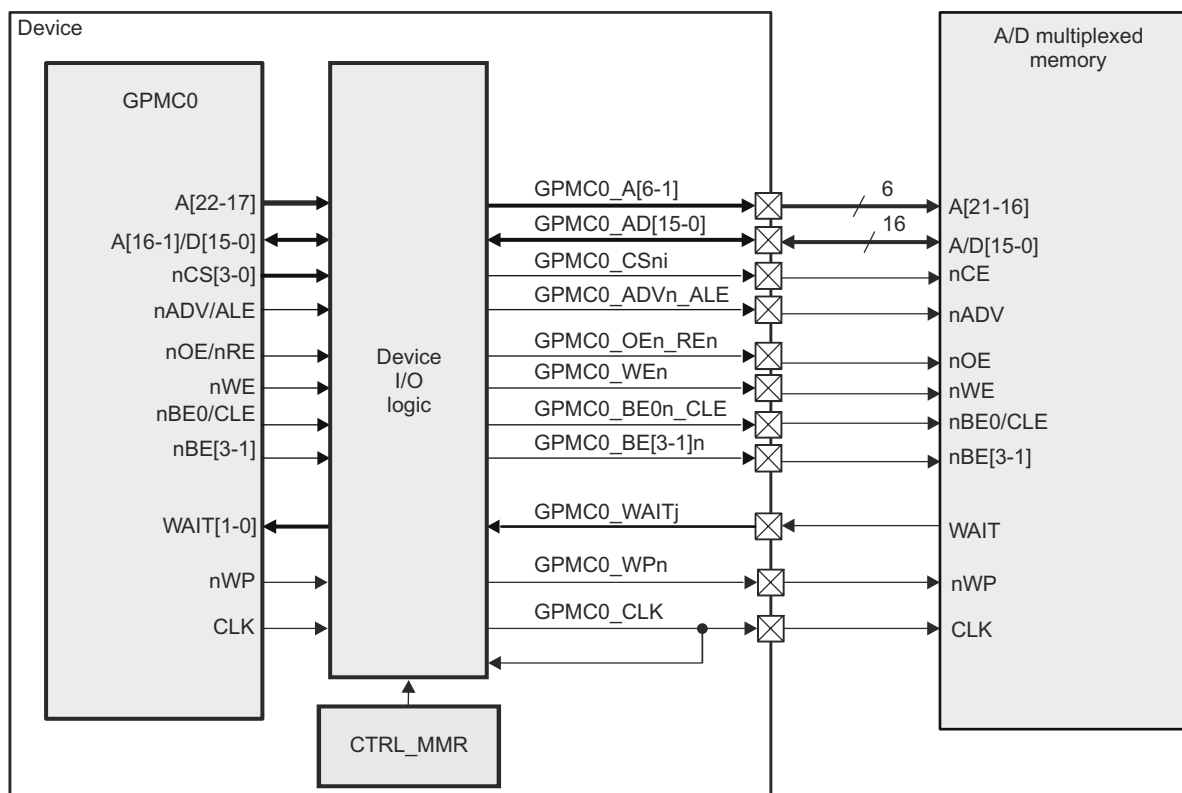 Device
A/D multiplexed
memory
GPMC0
A[22-17]
GPMC0_A[6-1]
6
A[21-16]
A[16-1]/D[15-0]
GPMC0_AD[15-0]
16
A/D[15-0]
nCS[3-0]
GPMC0_CSni
nCE
nADV/ALE
GPMC0_ADVn_ALE
nADV
nOE/nRE
Device
I/O
logic
GPMC0_OEn_REn
nOE
nWE
GPMC0_WEn
nWE
nBE0/CLE
GPMC0_BE0n_CLE
nBE0/CLE
nBE[3-1]
GPMC0_BE[3-1]n
nBE[3-1]
WAIT[1-0]
GPMC0_WAITj
WAIT
nWP
GPMC0_WPn
nWP
CLK
GPMC0_CLK
CLK
CTRL_MMR